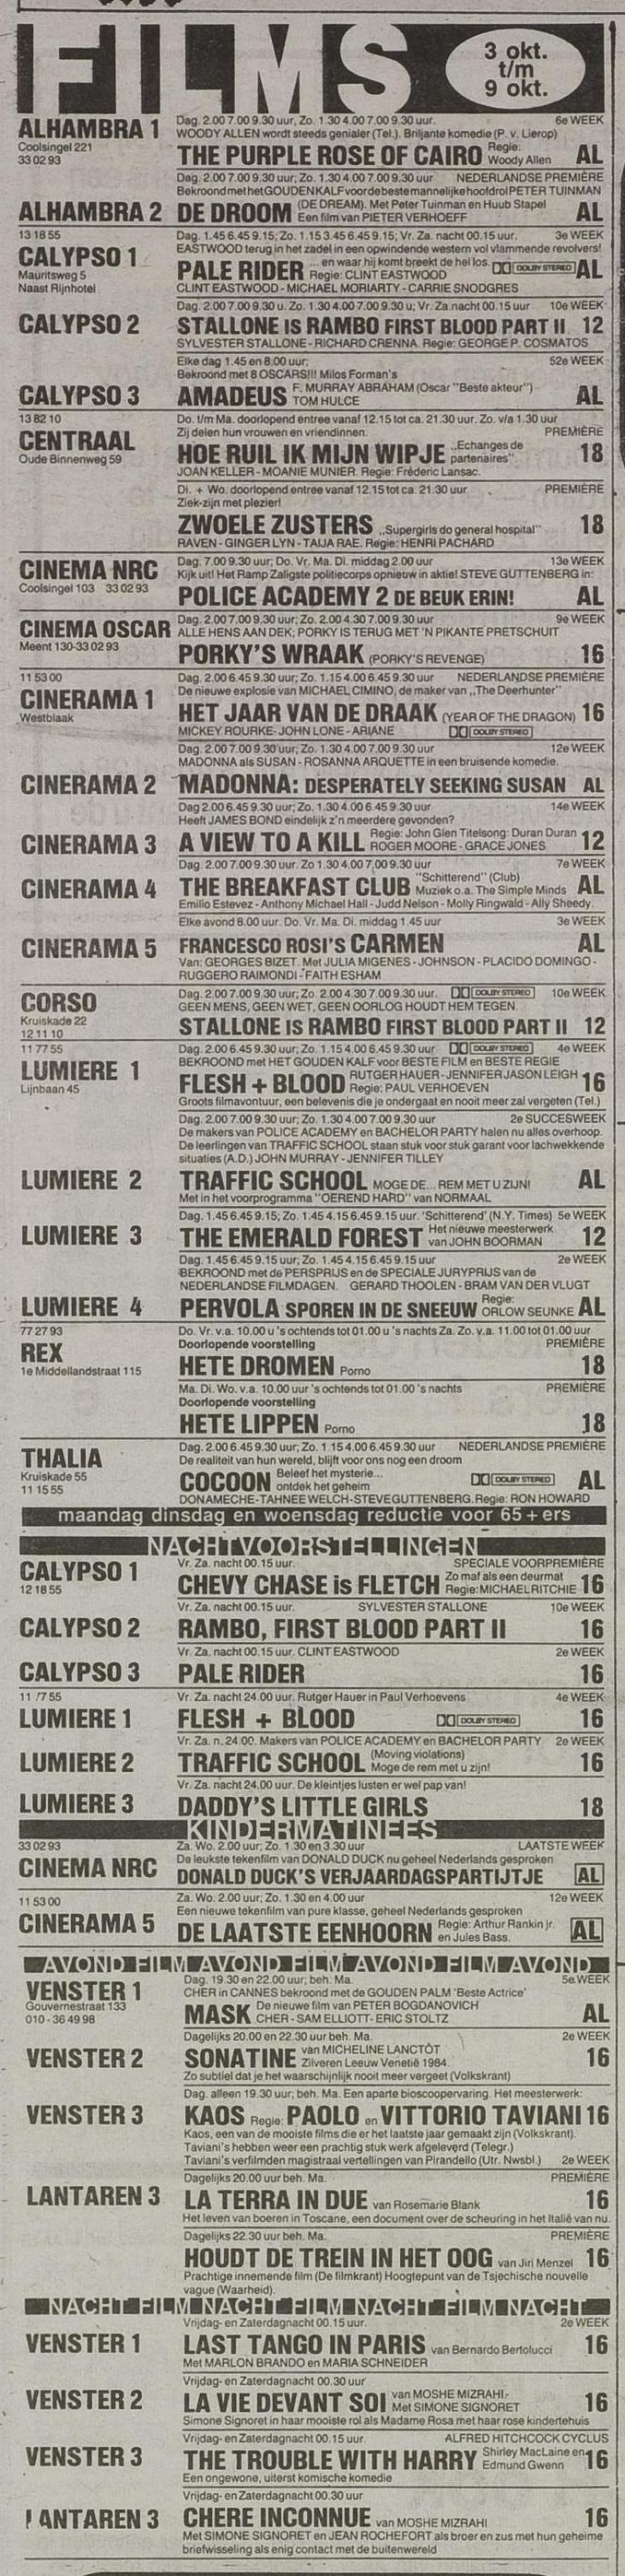 FILMS
3 okt.
t/m
9 okt.
ALHAMBRA 1
Coolsingel 221
33 02 93
Dag. 2.00 7.00 9.30 uur, Zo. 1.30 4.00 7.00 9.30 uur. 6e WEEK
WOODY ALLEN wordt steeds genialer (Tel.). Briljante komedie (P. v. Lierop)
THE PURPLE ROSE OF CAIRO Regie: Woody Allen AL
Dag. 2.00 7.00 9.30 uur; Zo. 1.30 4.00 7.00 9.30 uur NEDERLANDSE PREMIÈRE
Bekroond met het GOUDEN KALF voor de beste mannelijke hoofdrol PETER TUINMAN
ALHAMBRA 2 DE DROOM (DE DREAM). Met Peter Tuinman en Huub Stapel
Een film van PIETER VERHOEFF AL
13 18 55
CALYPSO 1
Mauritsweg 5
Naast Rijnhotel
Dag. 1.45 6.45 9.15; Zo. 1.15 3.45 6.45 9.15; Vr. Za. nacht 00.15 uur. 3e WEEK
EASTWOOD terug in het zadel in een opwindende western vol vlammende revolvers!
PALE RIDER ... en waar hij komt breekt de hel los. Regie: CLINT EASTWOOD DOLBY STEREO AL
CLINT EASTWOOD - MICHAEL MORIARTY - CARRIE SNODGRES
Dag. 2.00 7.00 9.30 u. Zo. 1.30 4.00 7.00 9.30 u; Vr. Za. nacht 00.15 uur 10e WEEK
CALYPSO 2 STALLONE IS RAMBO FIRST BLOOD PART II 12
SYLVESTER STALLONE - RICHARD CRENNA. Regie: GEORGE P. COSMATOS
Elke dag 1.45 en 8.00 uur; 52e WEEK
Bekroond met 8 OSCARS!!! Milos Forman's
CALYPSO 3 AMADEUS F. MURRAY ABRAHAM (Oscar "Beste akteur")
TOM HULCE AL
13 82 10
CENTRAAL
Oude Binnenweg 59
Do. t/m Ma. doorlopend entree vanaf 12.15 tot ca. 21.30 uur. Zo. v/a 1.30 uur
Zij delen hun vrouwen en vriendinnen. PREMIÈRE
HOE RUIL IK MIJN WIPJE „Echanges de partenaires" 18
JOAN KELLER - MOANIE MUNIER. Regie: Fréderic Lansac.
Di. + Wo. doorlopend entree vanaf 12.15 tot ca. 21.30 uur PREMIÈRE
Ziek-zijn met plezier!
ZWOELE ZUSTERS „Supergirls do general hospital" 18
RAVEN - GINGER LYN - TAIJA RAE. Regie: HENRI PACHARD
CINEMA NRC
Coolsingel 103 33 02 93
Dag. 7.00 9.30 uur; Do. Vr. Ma. Di. middag 2.00 uur 13e WEEK
Kijk uit! Het Ramp Zaligste politiecorps opnieuw in aktie! STEVE GUTTENBERG in:
POLICE ACADEMY 2 DE BEUK ERIN! AL
CINEMA OSCAR
Meent 130-33 02 93
Dag. 2.00 7.00 9.30 uur; Zo. 2.00 4.30 7.00 9.30 uur 9e WEEK
ALLE HENS AAN DEK; PORKY IS TERUG MET 'N PIKANTE PRETSCHUIT
PORKY'S WRAAK (PORKY'S REVENGE) 16
11 53 00
CINERAMA 1
Westblaak
Dag. 2.00 6.45 9.30 uur; Zo. 1.15 4.00 6.45 9.30 uur NEDERLANDSE PREMIÈRE
De nieuwe explosie van MICHAEL CIMINO, de maker van „The Deerhunter"
HET JAAR VAN DE DRAAK (YEAR OF THE DRAGON) 16
MICKEY ROURKE- JOHN LONE - ARIANE DOLBY STEREO
Dag. 2.00 7.00 9.30 uur; Zo. 1.30 4.00 7.00 9.30 uur 12e WEEK
MADONNA als SUSAN - ROSANNA ARQUETTE in een bruisende komedie.
CINERAMA 2 MADONNA: DESPERATELY SEEKING SUSAN AL
Dag 2.00 6.45 9.30 uur; Zo. 1.30 4.00 6.45 9.30 uur 14e WEEK
Heeft JAMES BOND eindelijk z'n meerdere gevonden?
CINERAMA 3 A VIEW TO A KILL Regie: John Glen Titelsong: Duran Duran
ROGER MOORE - GRACE JONES 12
Dag. 2.00 7.00 9.30 uur. Zo 1.30 4.00 7.00 9.30 uur 7e WEEK
CINERAMA 4 THE BREAKFAST CLUB "Schitterend" (Club)
Muziek o.a. The Simple Minds AL
Emilio Estevez - Anthony Michael Hall - Judd Nelson - Molly Ringwald - Ally Sheedy.
Elke avond 8.00 uur. Do. Vr. Ma. Di. middag 1.45 uur 3e WEEK
CINERAMA 5 FRANCESCO ROSI'S CARMEN AL
Van: GEORGES BIZET. Met JULIA MIGENES - JOHNSON - PLACIDO DOMINGO -
RUGGERO RAIMONDI - FAITH ESHAM
CORSO
Kruiskade 22
12 11 10
Dag. 2.00 7.00 9.30 uur; Zo. 2.00 4.30 7.00 9.30 uur. DOLBY STEREO 10e WEEK
GEEN MENS, GEEN WET, GEEN OORLOG HOUDT HEM TEGEN
STALLONE IS RAMBO FIRST BLOOD PART II 12
11 77 55
LUMIERE 1
Lijnbaan 45
Dag. 2.00 6.45 9.30 uur; Zo. 1.15 4.00 6.45 9.30 uur DOLBY STEREO 4e WEEK
BEKROOND met HET GOUDEN KALF voor BESTE FILM en BESTE REGIE
FLESH + BLOOD RUTGER HAUER - JENNIFER JASON LEIGH
Regie: PAUL VERHOEVEN 16
Groots filmavontuur, een belevenis die je ondergaat en nooit meer zal vergeten (Tel.)
Dag. 2.00 7.00 9.30 uur; Zo. 1.30 4.00 7.00 9.30 uur 2e SUCCESWEEK
De makers van POLICE ACADEMY en BACHELOR PARTY halen nu alles overhoop.
De leerlingen van TRAFFIC SCHOOL staan stuk voor stuk garant voor lachwekkende
situaties (A.D.) JOHN MURRAY - JENNIFER TILLEY
LUMIERE 2 TRAFFIC SCHOOL MOGE DE... REM MET U ZIJN! AL
Met in het voorprogramma "OEREND HARD" van NORMAAL
Dag. 1.45 6.45 9.15; Zo. 1.45 4.15 6.45 9.15 uur. 'Schitterend' (N.Y. Times) 5e WEEK
LUMIERE 3 THE EMERALD FOREST Het nieuwe meesterwerk
van JOHN BOORMAN 12
Dag. 1.45 6.45 9.15 uur; Zo. 1.45 4.15 6.45 9.15 uur 2e WEEK
BEKROOND met de PERSPRIJS en de SPECIALE JURYPRIJS van de
NEDERLANDSE FILMDAGEN. GERARD THOOLEN - BRAM VAN DER VLUGT
LUMIERE 4 PERVOLA SPOREN IN DE SNEEUW Regie:
ORLOW SEUNKE AL
77 27 93
REX
1e Middellandstraat 115
Do. Vr. v.a. 10.00 u 's ochtends tot 01.00 u 's nachts Za. Zo. v.a. 11.00 tot 01.00 uur
Doorlopende voorstelling PREMIÈRE
HETE DROMEN Porno 18
Ma. Di. Wo. v.a. 10.00 uur 's ochtends tot 01.00 's nachts PREMIÈRE
Doorlopende voorstelling
HETE LIPPEN Porno 18
THALIA
Kruiskade 55
11 15 55
Dag. 2.00 6.45 9.30 uur; Zo. 1.15 4.00 6.45 9.30 uur NEDERLANDSE PREMIÈRE
De realiteit van hun wereld, blijft voor ons nog een droom
COCOON Beleef het mysterie...
ontdek het geheim DOLBY STEREO AL
DON AMECHE - TAHNEE WELCH - STEVE GUTTENBERG. Regie: RON HOWARD
maandag dinsdag en woensdag reductie voor 65+ers
NACHTVOORSTELLINGEN
CALYPSO 1
12 18 55
Vr. Za. nacht 00.15 uur. SPECIALE VOORPREMIÈRE
CHEVY CHASE is FLETCH Zo maf als een deurmat
Regie: MICHAEL RITCHIE 16
Vr. Za. nacht 00.15 uur. SYLVESTER STALLONE 10e WEEK
CALYPSO 2 RAMBO, FIRST BLOOD PART II 16
Vr. Za. nacht 00.15 uur. CLINT EASTWOOD 2e WEEK
CALYPSO 3 PALE RIDER 16
11 77 55
Vr. Za. nacht 24.00 uur. Rutger Hauer in Paul Verhoevens 4e WEEK
LUMIERE 1 FLESH + BLOOD DOLBY STEREO 16
Vr. Za. n. 24.00. Makers van POLICE ACADEMY en BACHELOR PARTY 2e WEEK
LUMIERE 2 TRAFFIC SCHOOL (Moving violations)
Moge de rem met u zijn! 16
Vr. Za. nacht 24.00 uur. De kleintjes lusten er wel pap van!
LUMIERE 3 DADDY'S LITTLE GIRLS 18
KINDERMATINEES
33 02 93
CINEMA NRC
Za. Wo. 2.00 uur; Zo. 1.30 en 3.30 uur LAATSTE WEEK
De leukste tekenfilm van DONALD DUCK nu geheel Nederlands gesproken
DONALD DUCK'S VERJAARDAGSPARTIJTJE AL
11 53 00
CINERAMA 5
Za. Wo. 2.00 uur; Zo. 1.30 en 4.00 uur 12e WEEK
Een nieuwe tekenfilm van pure klasse, geheel Nederlands gesproken
DE LAATSTE EENHOORN Regie: Arthur Rankin jr.
en Jules Bass. AL
AVOND FILM AVOND FILM AVOND FILM AVOND
VENSTER 1
Gouvernestraat 133
010 - 36 49 98
Dag. 19.30 en 22.00 uur; beh. Ma. 5e WEEK
CHER in CANNES bekroond met de GOUDEN PALM 'Beste Actrice'
MASK De nieuwe film van PETER BOGDANOVICH
CHER - SAM ELLIOTT - ERIC STOLTZ AL
Dagelijks 20.00 en 22.30 uur beh. Ma. 2e WEEK
VENSTER 2 SONATINE van MICHELINE LANCTÔT
Zilveren Leeuw Venetië 1984. 16
Zo subtiel dat je het waarschijnlijk nooit meer vergeet (Volkskrant)
Dag. alleen 19.30 uur; beh. Ma. Een aparte bioscoopervaring. Het meesterwerk:
VENSTER 3 KAOS Regie: PAOLO en VITTORIO TAVIANI 16
Kaos, een van de mooiste films die er het laatste jaar gemaakt zijn (Volkskrant).
Taviani's hebben weer een prachtig stuk werk afgeleverd (Telegr.)
Taviani's verfilmden magistraal vertellingen van Pirandello (Utr. Nwsbl.) 2e WEEK
Dagelijks 20.00 uur beh. Ma. PREMIÈRE
LANTAREN 3 LA TERRA IN DUE van Rosemarie Blank 16
Het leven van boeren in Toscane, een document over de scheuring in het Italië van nu.
Dagelijks 22.30 uur beh. Ma. PREMIÈRE
HOUDT DE TREIN IN HET OOG van Jiri Menzel 16
Prachtige innemende film (De filmkrant) Hoogtepunt van de Tsjechische nouvelle
vague (Waarheid).
NACHT FILM NACHT FILM NACHT FILM NACHT
Vrijdag- en Zaterdagnacht 00.15 uur. 2e WEEK
VENSTER 1 LAST TANGO IN PARIS van Bernardo Bertolucci 16
Met MARLON BRANDO en MARIA SCHNEIDER
Vrijdag- en Zaterdagnacht 00.30 uur
VENSTER 2 LA VIE DEVANT SOI van MOSHE MIZRAHI
Met SIMONE SIGNORET 16
Simone Signoret in haar mooiste rol als Madame Rosa met haar rose kindertehuis
Vrijdag- en Zaterdagnacht 00.15 uur. ALFRED HITCHCOCK CYCLUS
VENSTER 3 THE TROUBLE WITH HARRY Shirley MacLaine en
Edmund Gwenn 16
Een ongewone, uiterst komische komedie
Vrijdag- en Zaterdagnacht 00.30 uur
LANTAREN 3 CHERE INCONNUE van MOSHE MIZRAHI 16
Met SIMONE SIGNORET en JEAN ROCHEFORT als broer en zus met hun geheime
briefwisseling als enig contact met de buitenwereld